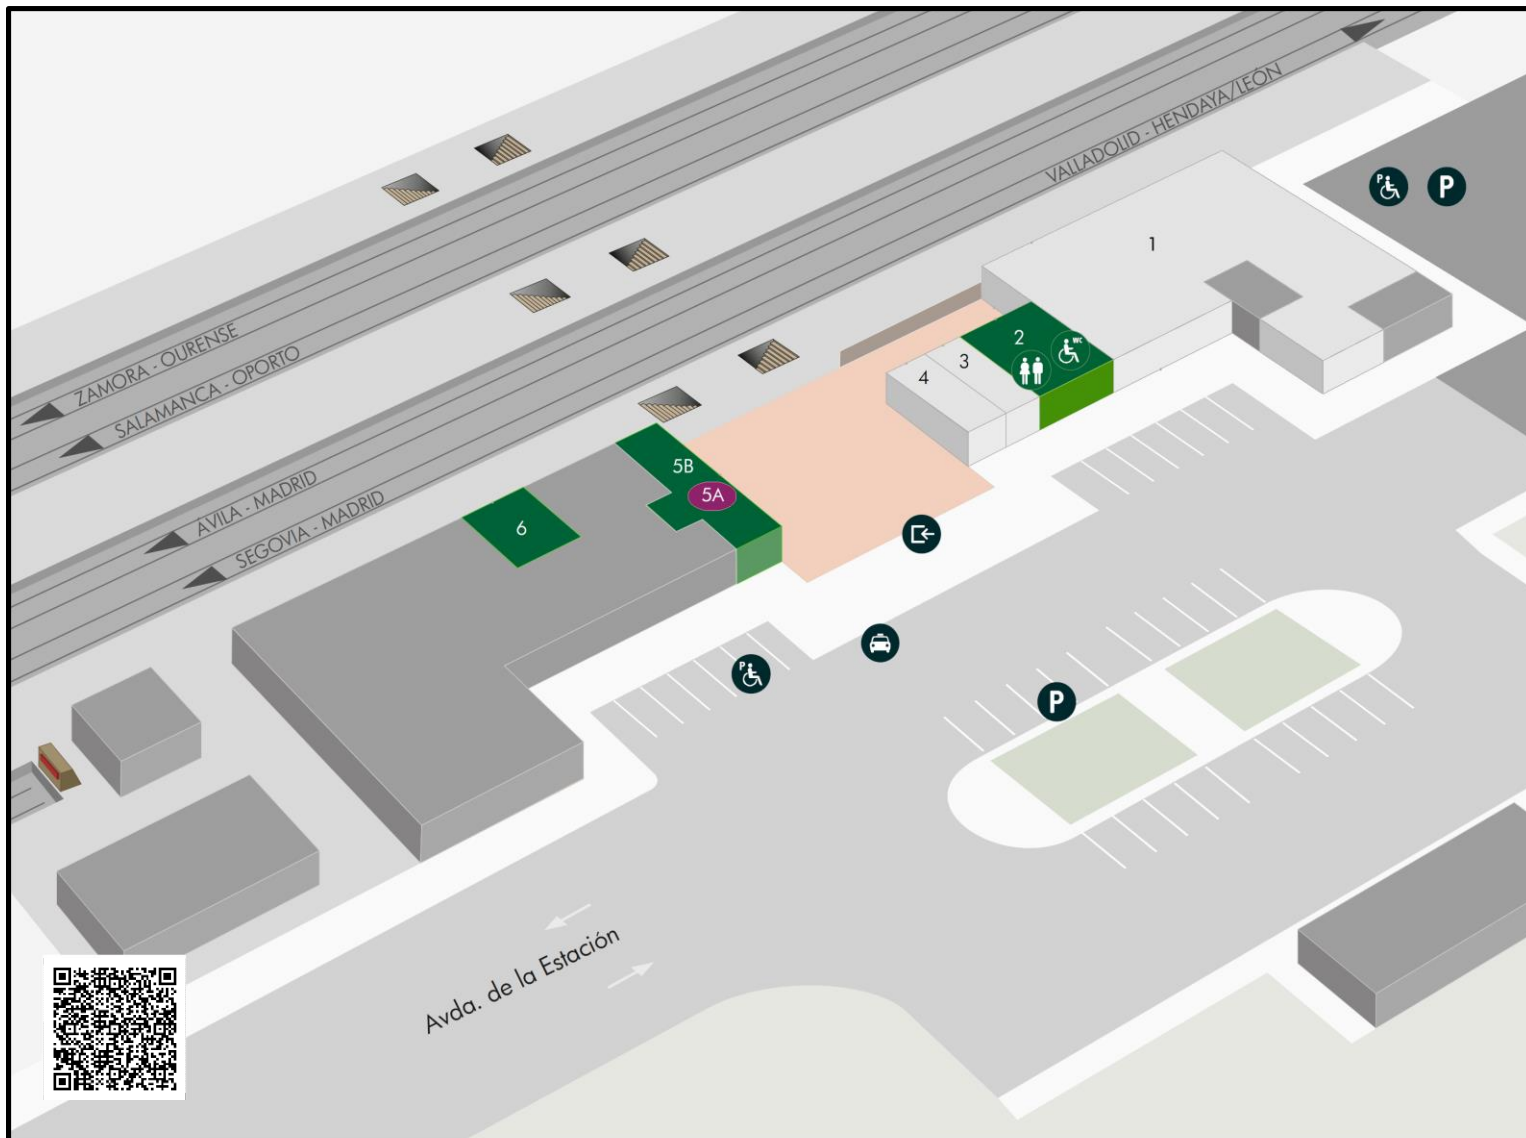 VALLADOLID - HENDAYA/LEÓN
P
P
1
ZAMORA - OURENSE
SALAMANCA - OPORTO
2
WC
3
4
5B
5A
6
ÁVILA - MADRID
SEGOVIA - MADRID
P
P
Avda. de la Estación